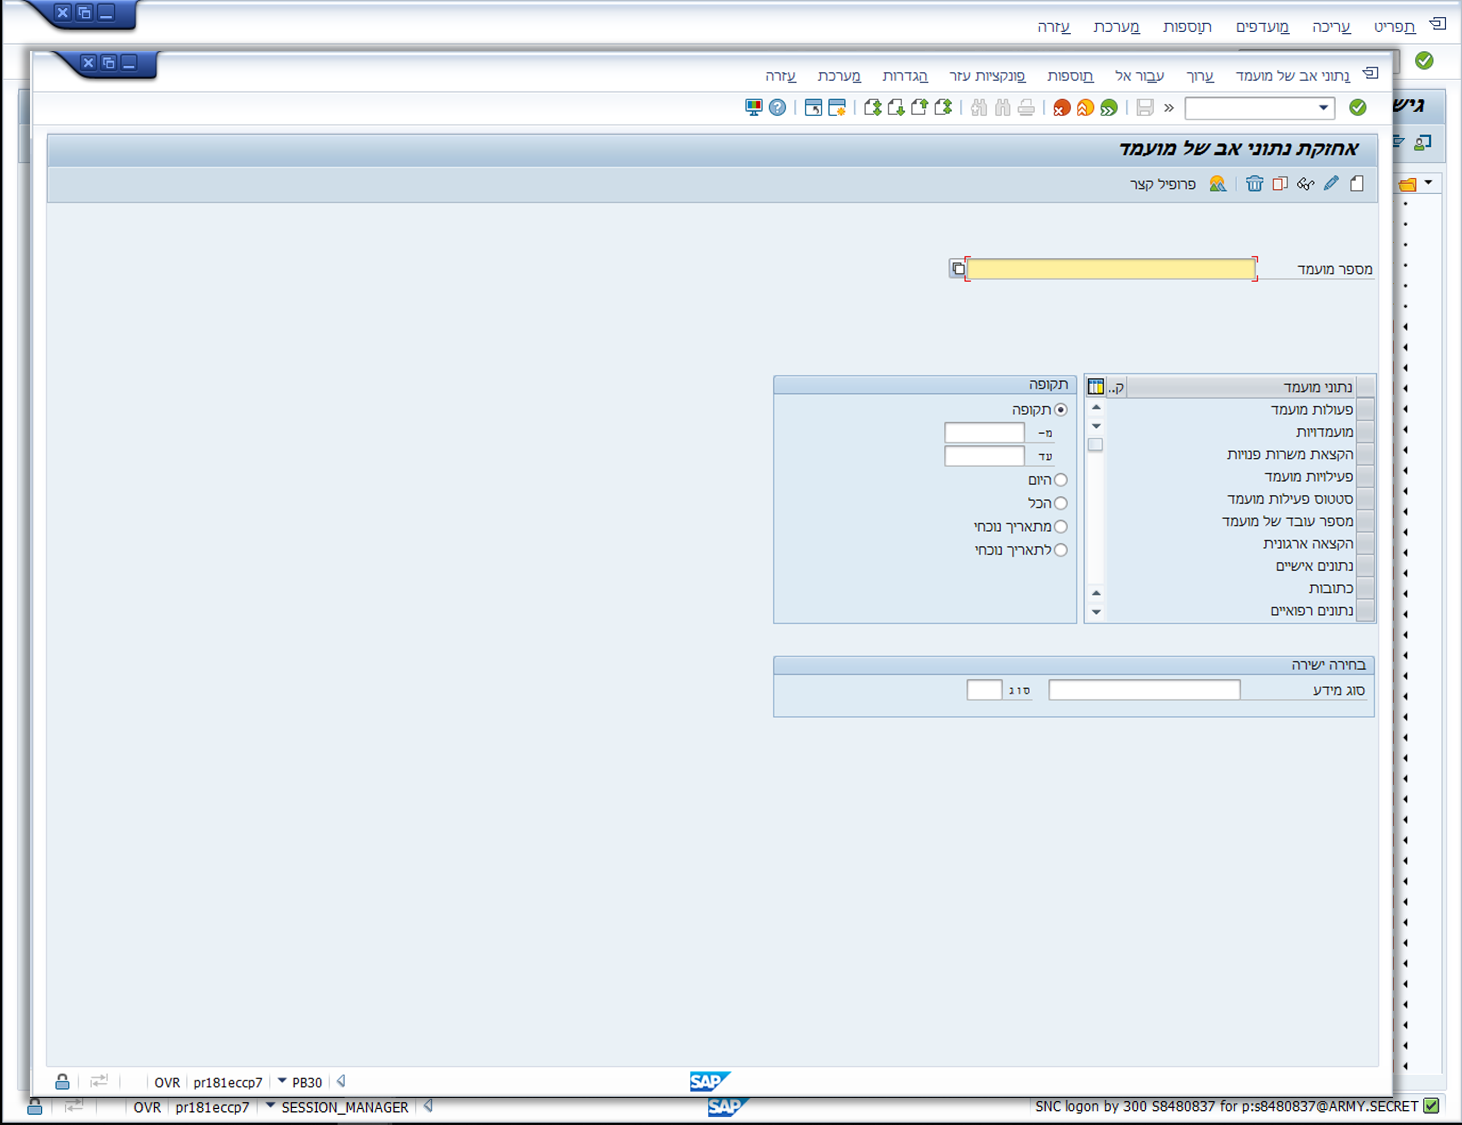 תפריט עריכה מועדפים תוספות מערכת עזרה
גיש
נתוני אב של מועמד ערוך עבור אל תוספות פונקציות עזר הגדרות מערכת עזרה
אחזקת נתוני אב של מועמד
פרופיל קצר
מספר מועמד
נתוני מועמד ק..
פעולות מועמד
מועמדויות
הקצאת משרות פנויות
פעילויות מועמד
סטטוס פעילות מועמד
מספר עובד של מועמד
הקצאה ארגונית
נתונים אישיים
כתובות
נתונים רפואיים
תקופה
תקופה
מ-
עד
היום
הכל
מתאריך נוכחי
לתאריך נוכחי
בחירה ישירה
סוג מידע סוג
SAP
PB30 pr181eccp7 OVR
SNC logon by 300 S8480837 for p:s8480837@ARMY.SECRET
SAP
SESSION_MANAGER pr181eccp7 OVR